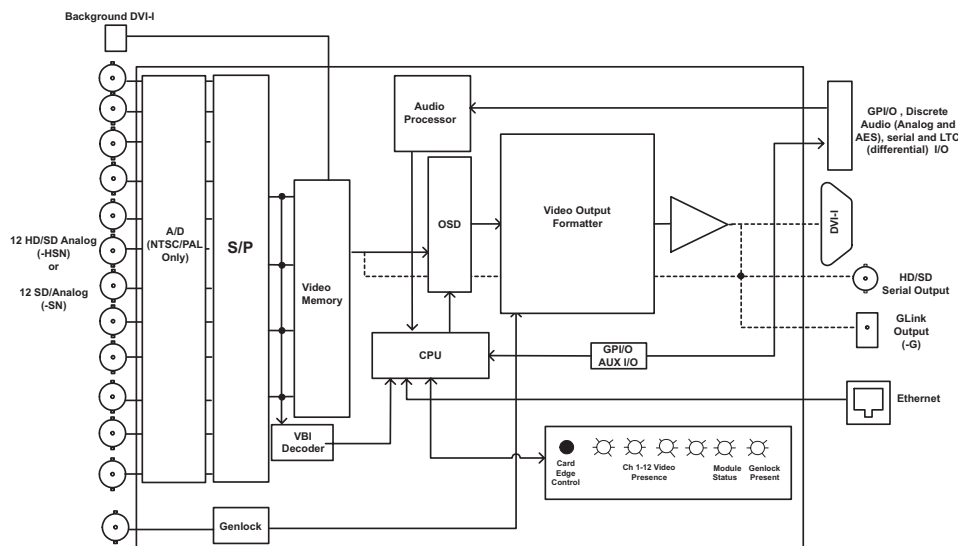 Background DVI-I
12 HD/SD Analog
(-HSN)
or
12 SD/Analog
(-SN)
A/D
(NTSC/PAL
Only)
S/P
Video
Memory
VBI
Decoder
Genlock
Audio
Processor
OSD
CPU
Video Output
Formatter
GPI/O
AUX I/O
GPI/O , Discrete
Audio (Analog and
AES), serial and LTC
(differential) I/O
DVI-I
HD/SD
Serial Output
GLink
Output
(-G)
Ethernet
Card
Edge
Control
Ch 1-12 Video
Presence
Module
Status
Genlock
Present